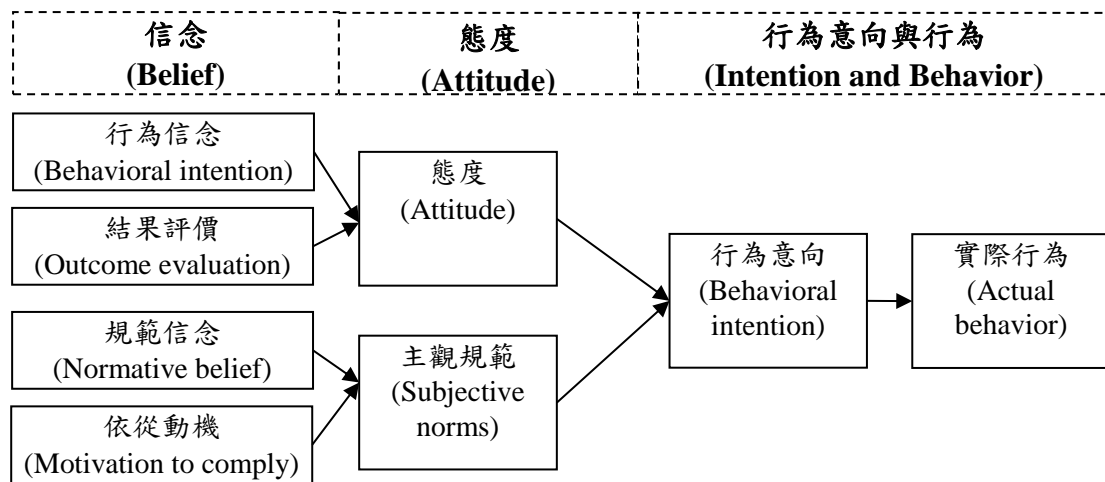 信念
(Belief)
態度
(Attitude)
行為意向與行為
(Intention and Behavior)
行為信念
(Behavioral intention)
結果評價
(Outcome evaluation)
規範信念
(Normative belief)
依從動機
(Motivation to comply)
態度
(Attitude)
主觀規範
(Subjective
norms)
行為意向
(Behavioral
intention)
實際行為
(Actual
behavior)